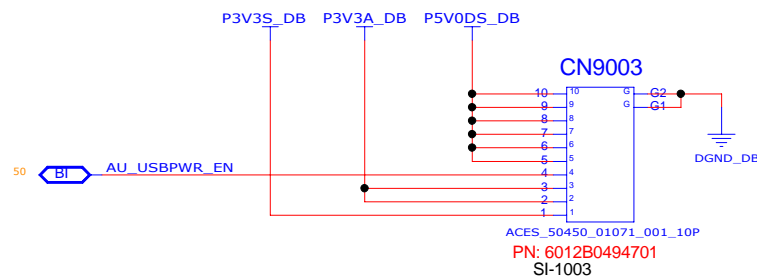 P3V3S_DB P3V3A_DB P5V0DS_DB
CN9003
10 10 G G2
9 9 G G1
8 8
7 7
6 6
5 5
DGND_DB
50 BI AU_USBPWR_EN
4 4
3 3
2 2
1 1
ACES_50450_01071_001_10P
PN: 6012B0494701
SI-1003